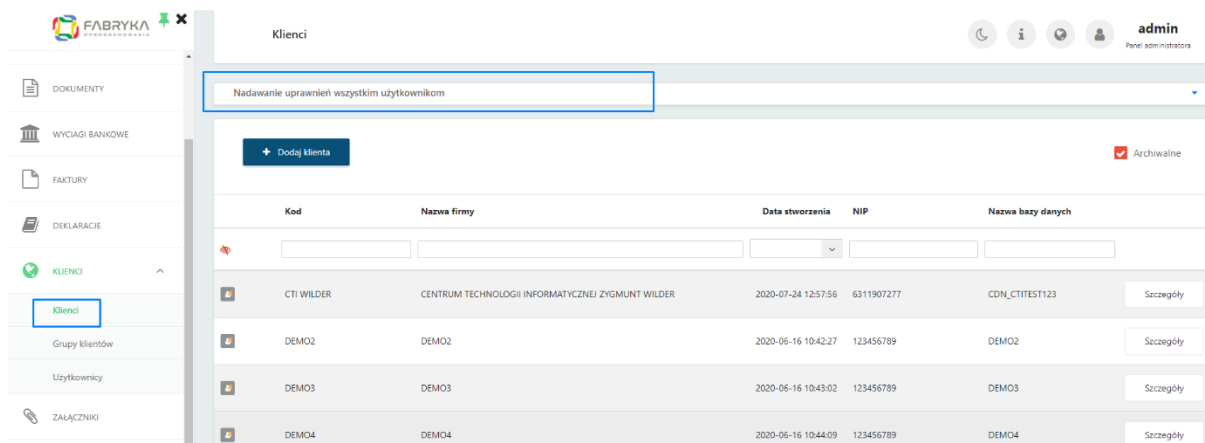 FABRYKA
OPROGRAMOWANIA
DOKUMENTY
WYCIAGI BANKOWE
FAKTURY
DEKLARACJE
KLIENCI
Klienci
Grupy klientów
Użytkownicy
ZAŁĄCZNIKI
Klienci
i
admin
Panel administratora
Nadawanie uprawnień wszystkim użytkownikom
+ Dodaj klienta
Archiwalne
Kod Nazwa firmy Data stworzenia NIP Nazwa bazy danych
CTI WILDER CENTRUM TECHNOLOGII INFORMATYCZNEJ ZYGMUNT WILDER 2020-07-24 12:57:56 6311907277 CDN_CTITEST123 Szczegóły
DEMO2 DEMO2 2020-06-16 10:42:27 123456789 DEMO2 Szczegóły
DEMO3 DEMO3 2020-06-16 10:43:02 123456789 DEMO3 Szczegóły
DEMO4 DEMO4 2020-06-16 10:44:09 123456789 DEMO4 Szczegóły